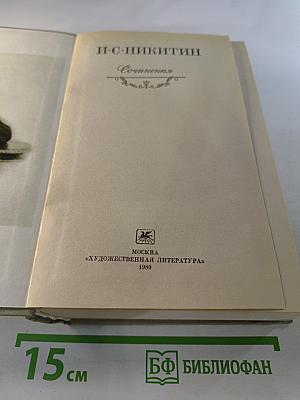 И·С·НИКИТИН
Сочинения
МОСКВА
«ХУДОЖЕСТВЕННАЯ ЛИТЕРАТУРА»
1980
15 см
БФ БИБЛИОФАН